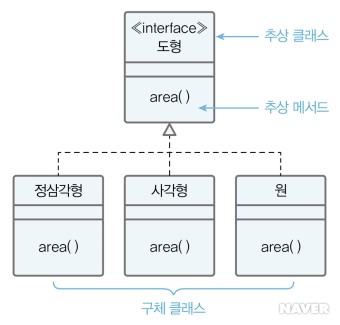 ≪interface≫
도형
추상 클래스
area( )
추상 메서드
정삼각형
사각형
원
area( )
area( )
area( )
구체 클래스
NAVER